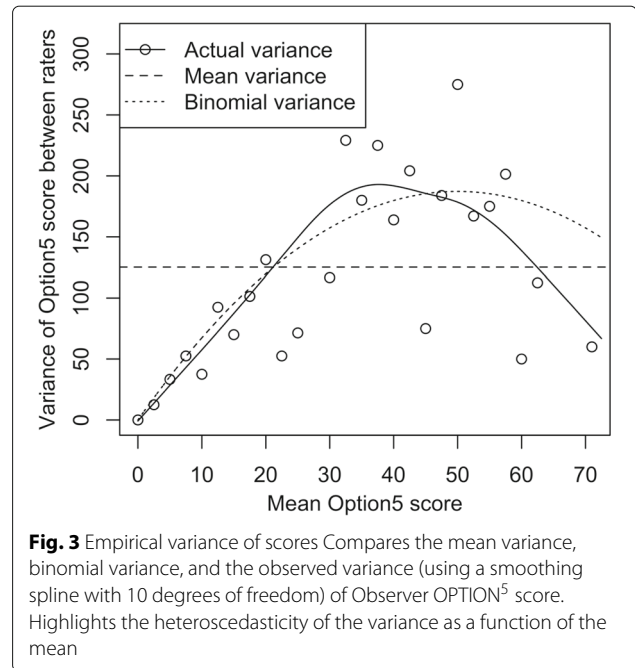 Actual variance
Mean variance
Binomial variance
Variance of Option5 score between raters
300
250
200
150
100
50
0
0 10 20 30 40 50 60 70
Mean Option5 score
Fig. 3 Empirical variance of scores Compares the mean variance,
binomial variance, and the observed variance (using a smoothing
spline with 10 degrees of freedom) of Observer OPTION⁵ score.
Highlights the heteroscedasticity of the variance as a function of the
mean